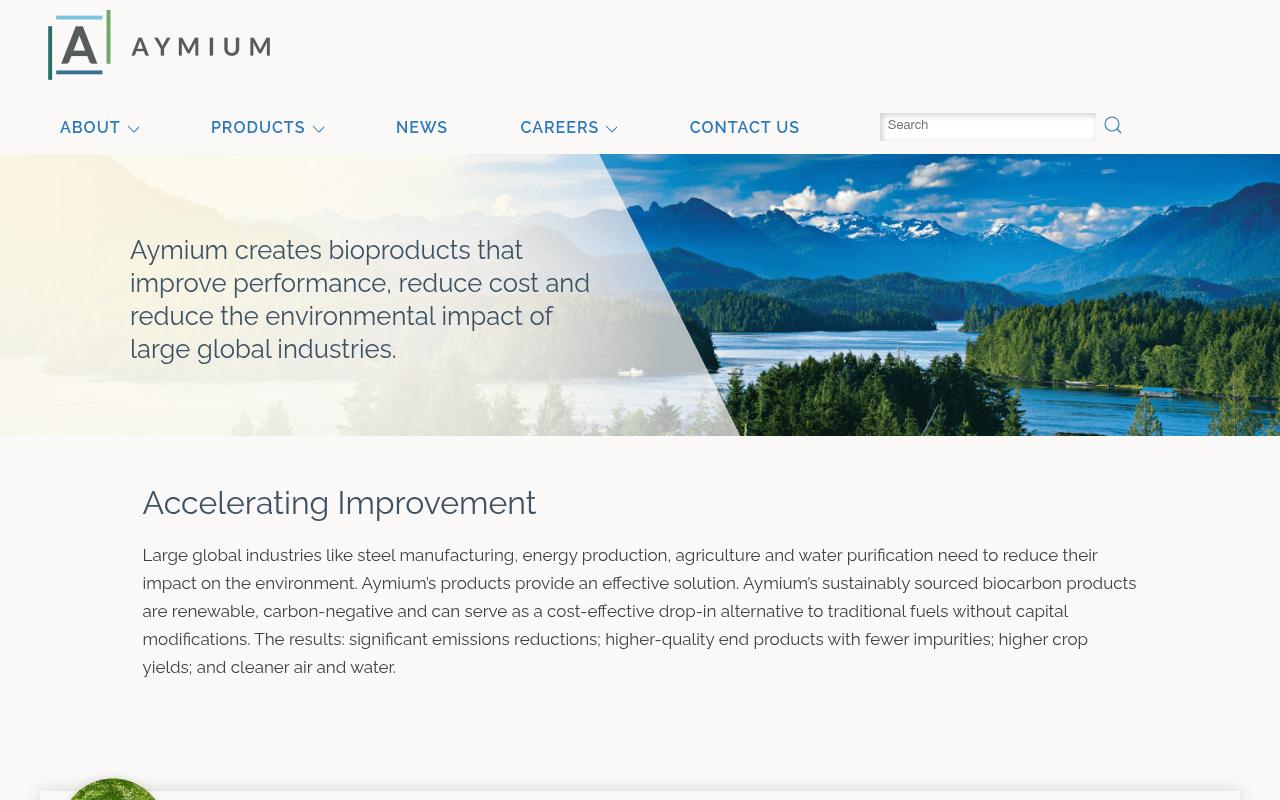 A AYMIUM
ABOUT PRODUCTS NEWS CAREERS CONTACT US Search
Aymium creates bioproducts that
improve performance, reduce cost and
reduce the environmental impact of
large global industries.
Accelerating Improvement
Large global industries like steel manufacturing, energy production, agriculture and water purification need to reduce their
impact on the environment. Aymium’s products provide an effective solution. Aymium’s sustainably sourced biocarbon products
are renewable, carbon-negative and can serve as a cost-effective drop-in alternative to traditional fuels without capital
modifications. The results: significant emissions reductions; higher-quality end products with fewer impurities; higher crop
yields; and cleaner air and water.